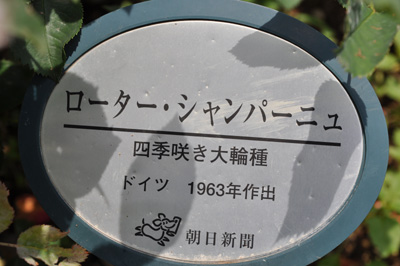 ローター・シャンパーニュ
四季咲き大輪種
ドイツ 1963年作出
朝日新聞